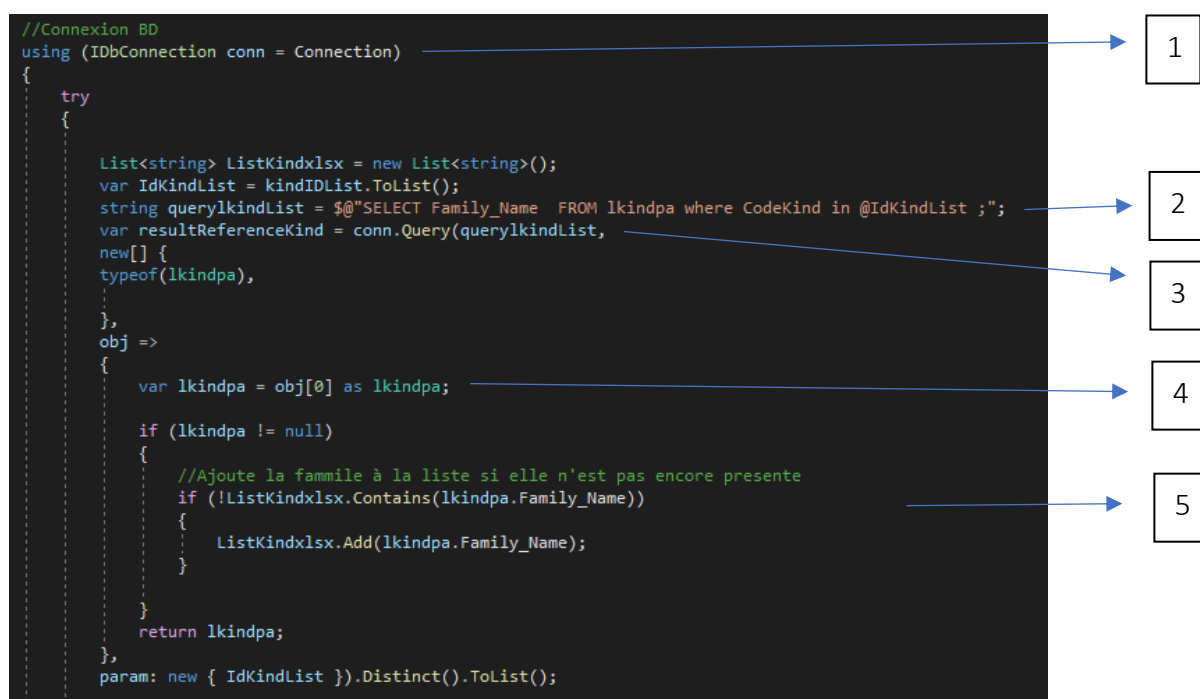 //Connexion BD
using (IDbConnection conn = Connection)
1
{
try
{
List<string> ListKindxlsx = new List<string>();
var IdKindList = kindIDList.ToList();
string querylkindList = $@"SELECT Family_Name  FROM lkindpa where CodeKind in @IdKindList ;";
2
var resultReferenceKind = conn.Query(querylkindList,
new[] {
typeof(lkindpa),
3
},
obj =>
{
var lkindpa = obj[0] as lkindpa;
4
if (lkindpa != null)
{
//Ajoute la fammile à la liste si elle n'est pas encore presente
if (!ListKindxlsx.Contains(lkindpa.Family_Name))
5
{
ListKindxlsx.Add(lkindpa.Family_Name);
}
}
return lkindpa;
},
param: new { IdKindList }).Distinct().ToList();